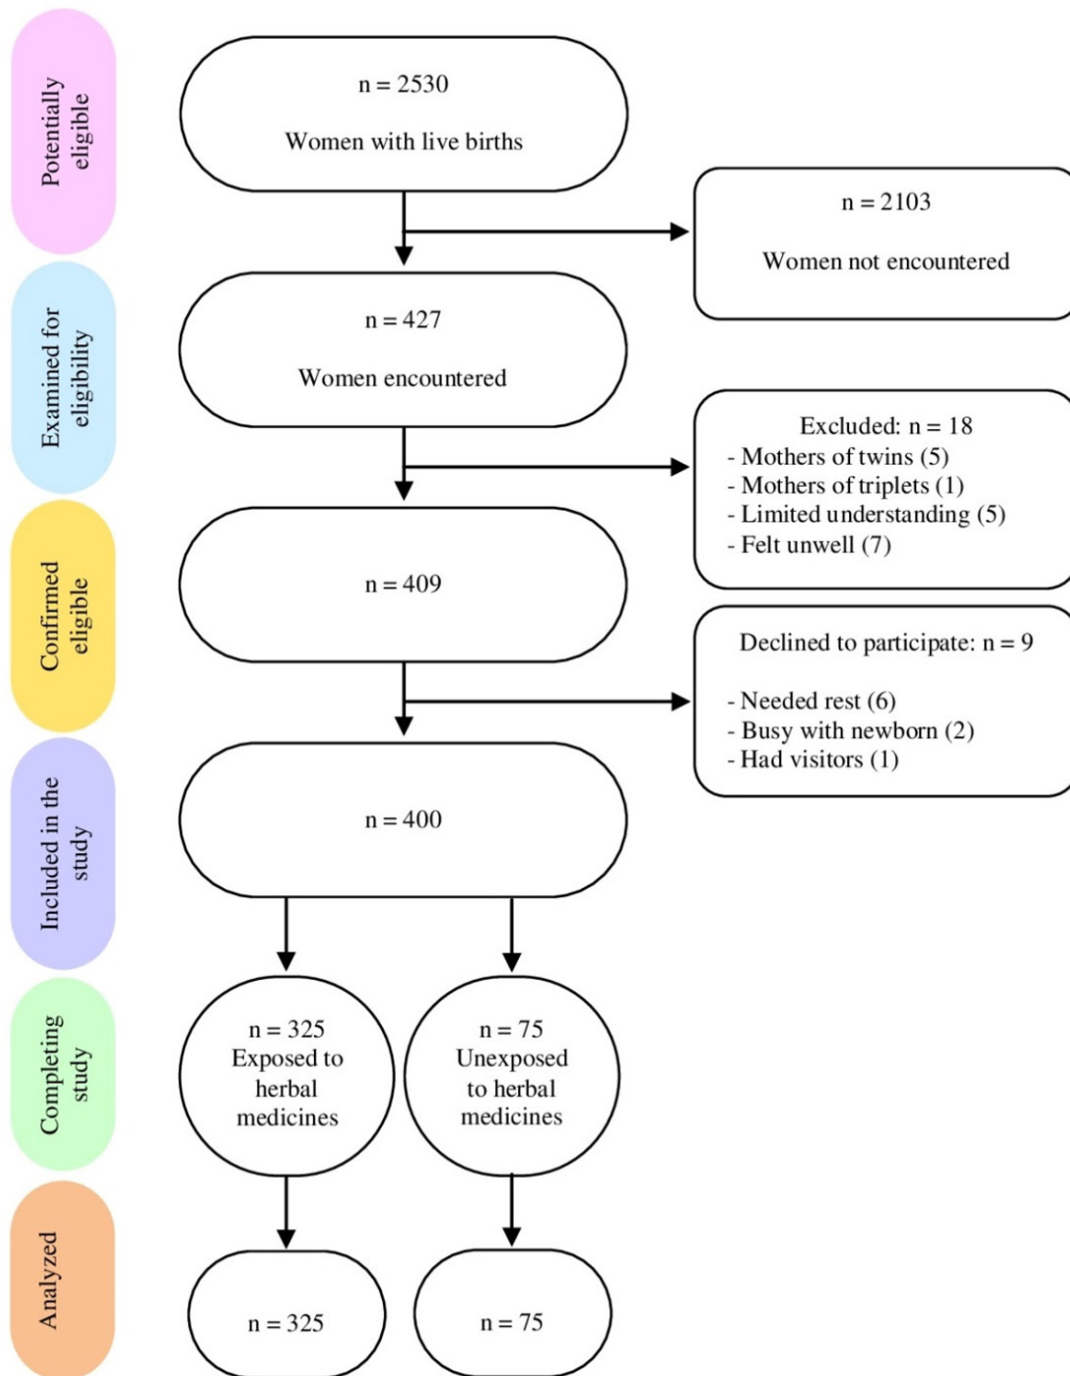 Potentially
eligible
n = 2530
Women with live births
n = 2103
Women not encountered
Examined for
eligibility
n = 427
Women encountered
Excluded: n = 18
- Mothers of twins (5)
- Mothers of triplets (1)
- Limited understanding (5)
- Felt unwell (7)
Confirmed
eligible
n = 409
Declined to participate: n = 9
- Needed rest (6)
- Busy with newborn (2)
- Had visitors (1)
Included in the
study
n = 400
Completing
study
n = 325
Exposed to
herbal
medicines
n = 75
Unexposed
to herbal
medicines
Analyzed
n = 325
n = 75